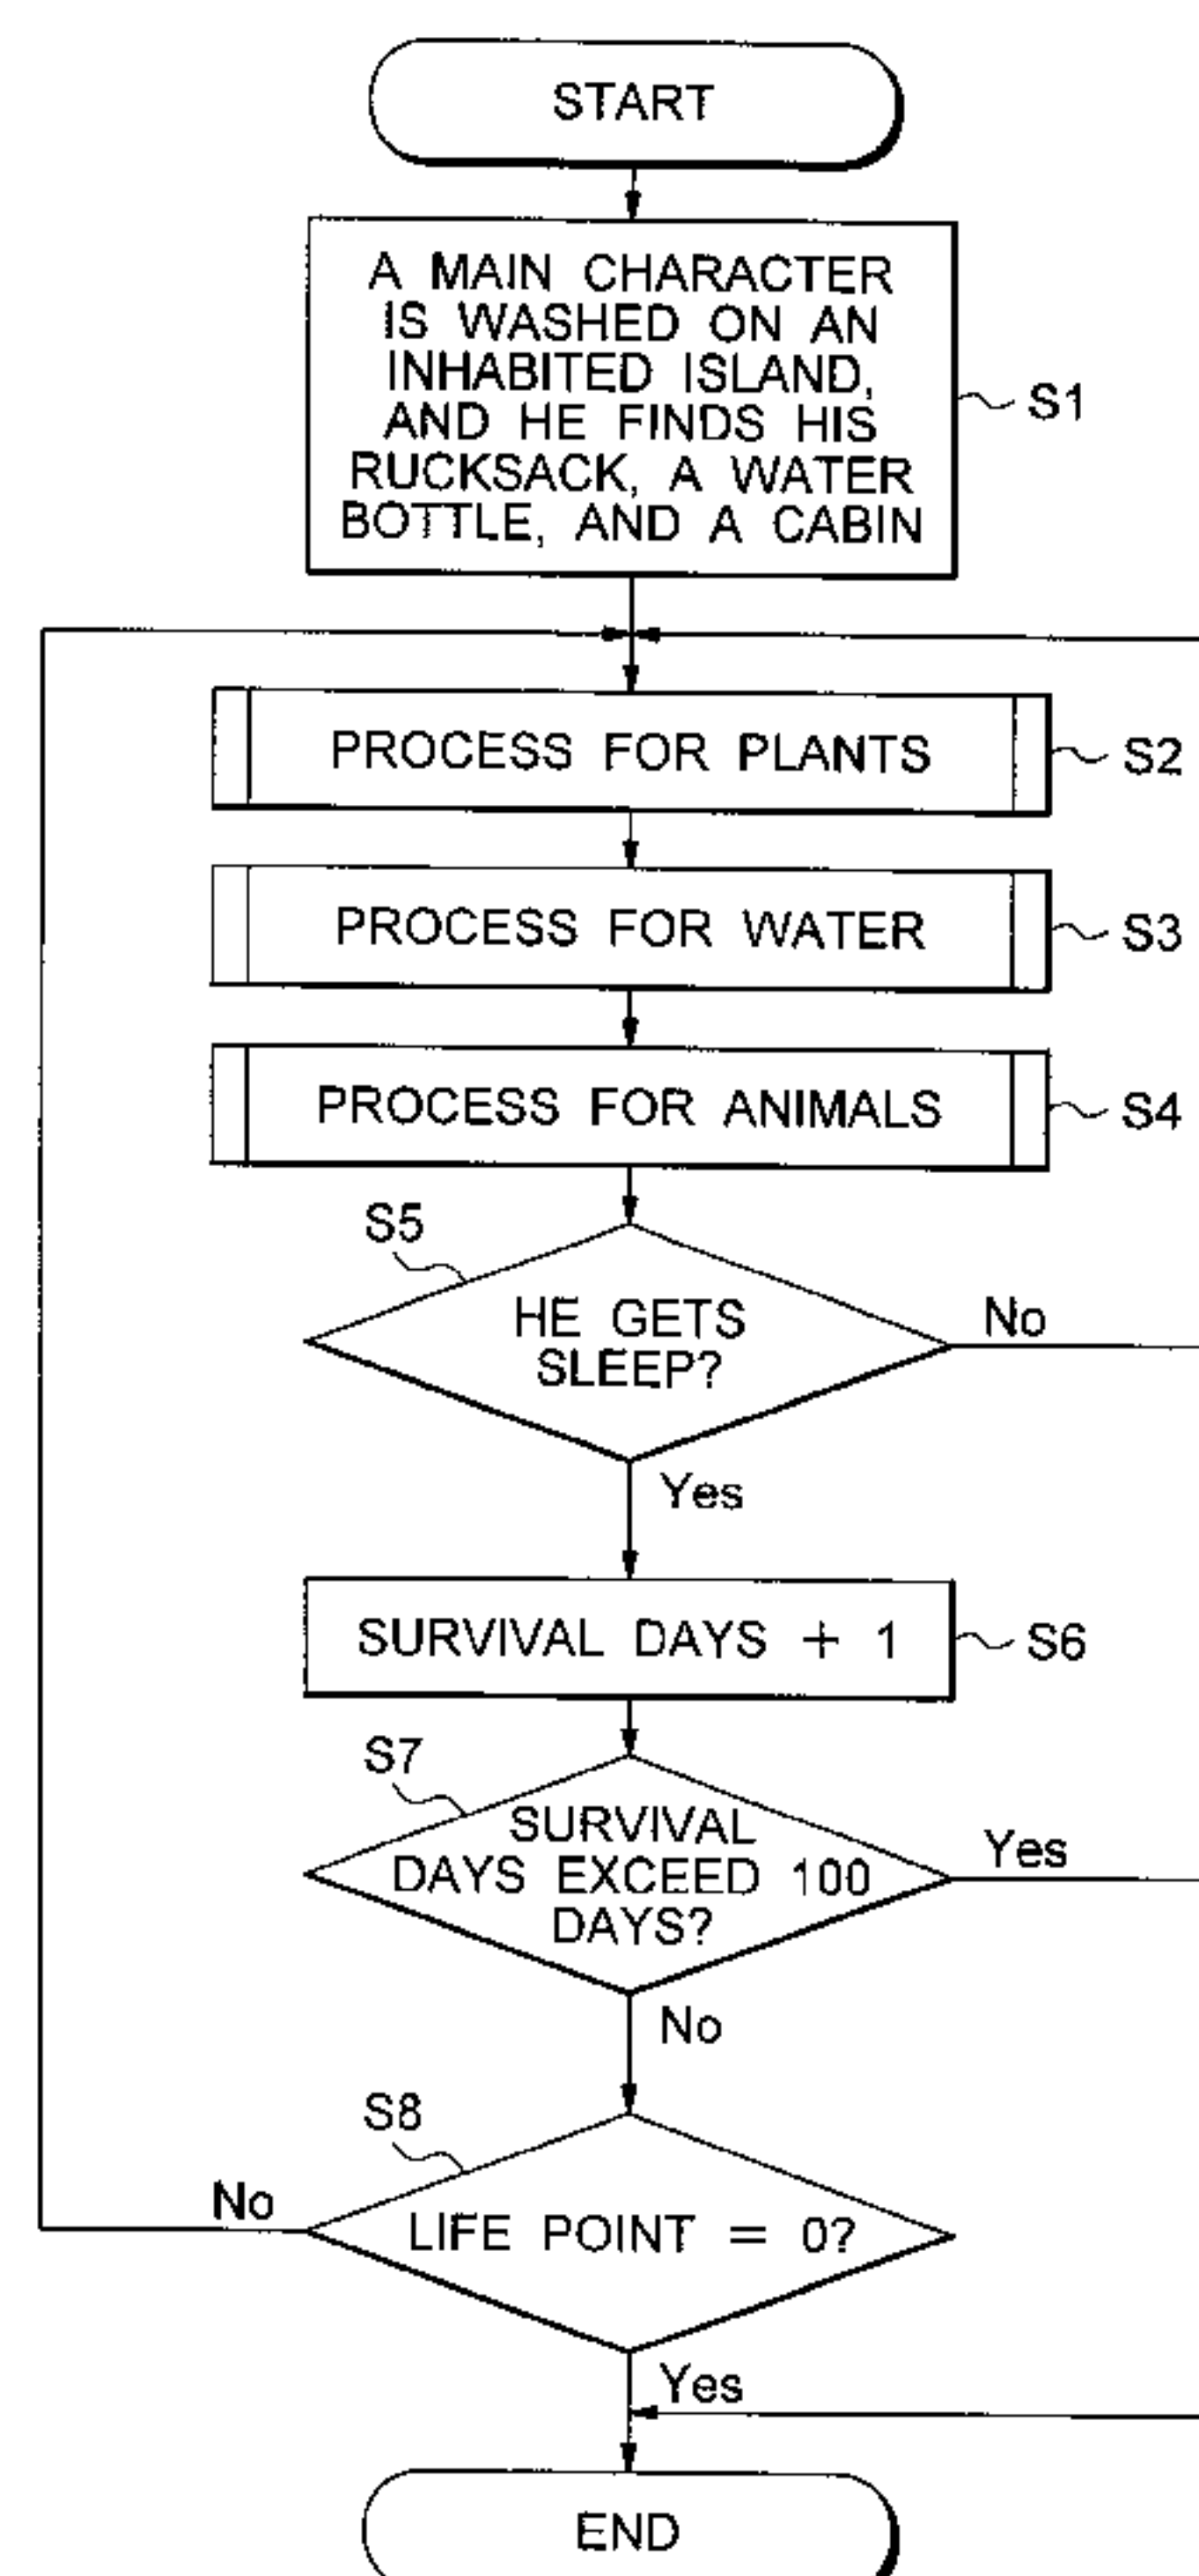 START
A MAIN CHARACTER
IS WASHED ON AN
INHABITED ISLAND,
AND HE FINDS HIS
RUCKSACK, A WATER
BOTTLE, AND A CABIN
S1
PROCESS FOR PLANTS
S2
PROCESS FOR WATER
S3
PROCESS FOR ANIMALS
S4
S5
HE GETS
SLEEP?
No
Yes
SURVIVAL DAYS + 1
S6
S7
SURVIVAL
DAYS EXCEED 100
DAYS?
Yes
No
S8
No
LIFE POINT = 0?
Yes
END